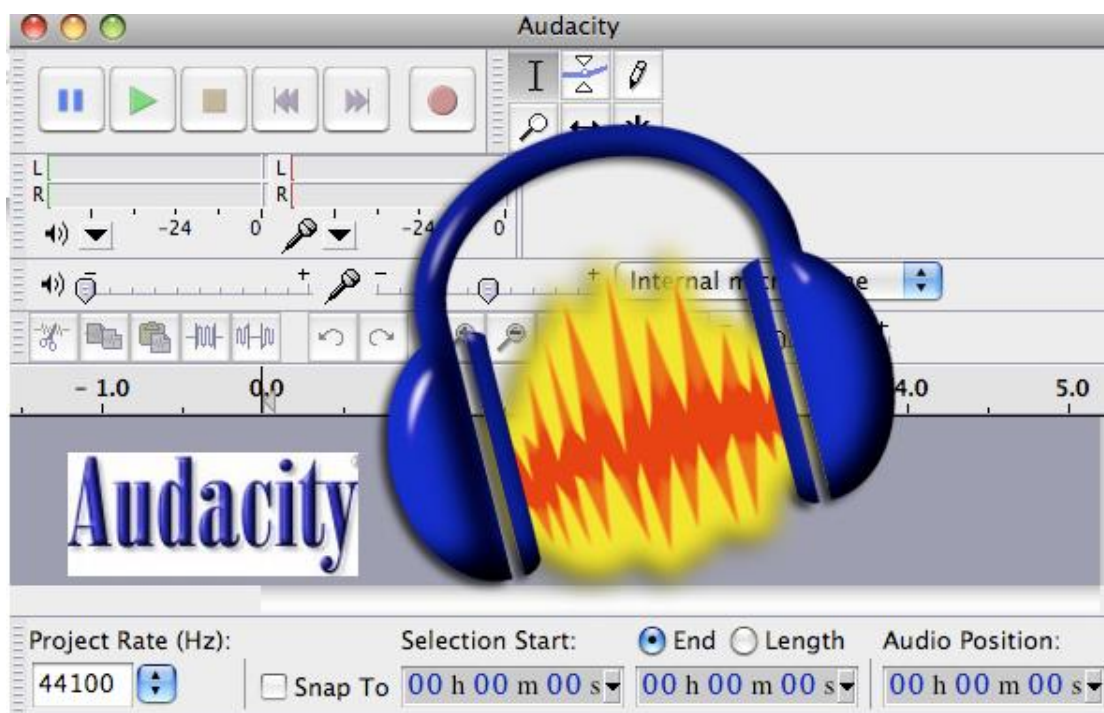 Audacity
L L
R R
-24 0 -24 0
- + - + Internal
- 1.0 0.0 4.0 5.0
Audacity
Project Rate (Hz): Selection Start: End Length Audio Position:
44100 Snap To 00 h 00 m 00 s 00 h 00 m 00 s 00 h 00 m 00 s